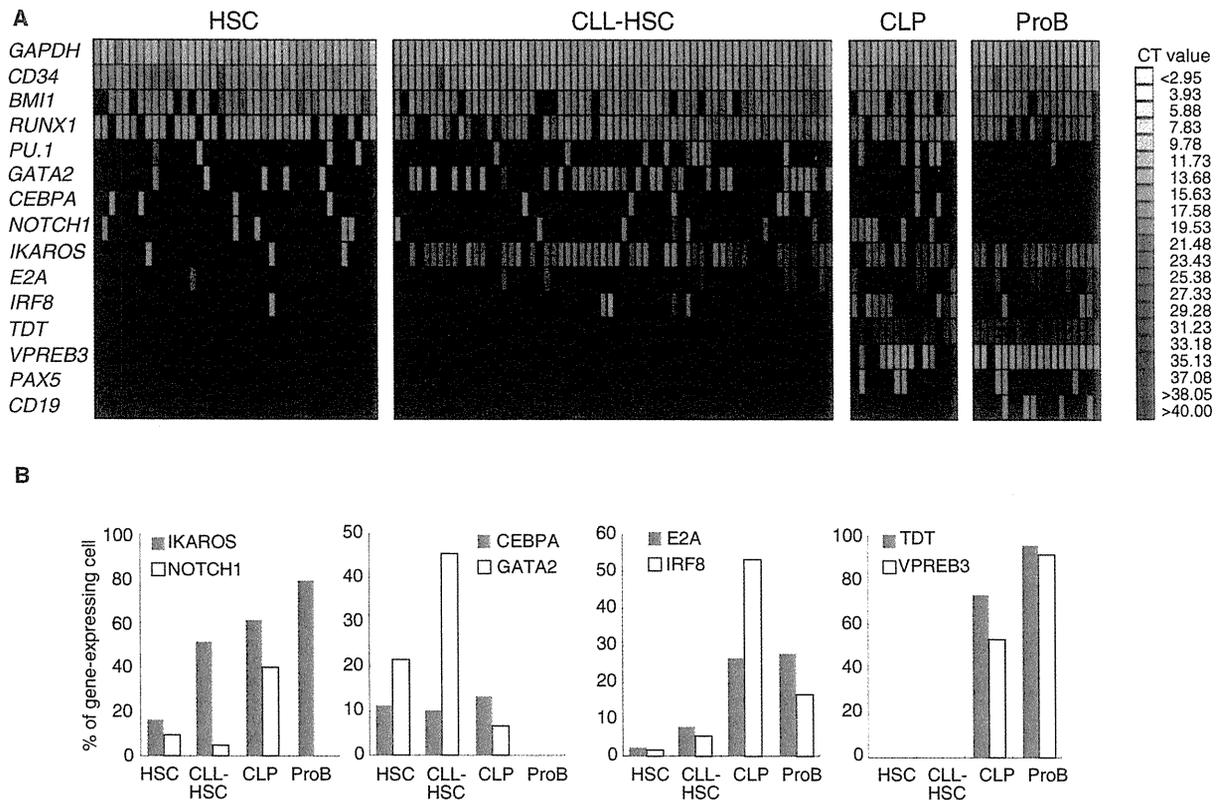 A
HSC
CLL-HSC
CLP
ProB
GAPDH
CD34
BMI1
RUNX1
PU.1
GATA2
CEBPA
NOTCH1
IKAROS
E2A
IRF8
TDT
VPREB3
PAX5
CD19
CT value
<2.95
3.93
5.88
7.83
9.78
11.73
13.68
15.63
17.58
19.53
21.48
23.43
25.38
27.33
29.28
31.23
33.18
35.13
37.08
>38.05
>40.00
B
% of gene-expressing cell
100
80
60
40
20
0
IKAROS
NOTCH1
HSC
CLL-
HSC
CLP
ProB
50
40
30
20
10
0
CEBPA
GATA2
HSC
CLL-
HSC
CLP
ProB
60
50
40
30
20
10
0
E2A
IRF8
HSC
CLL-
HSC
CLP
ProB
100
80
60
40
20
0
TDT
VPREB3
HSC
CLL-
HSC
CLP
ProB